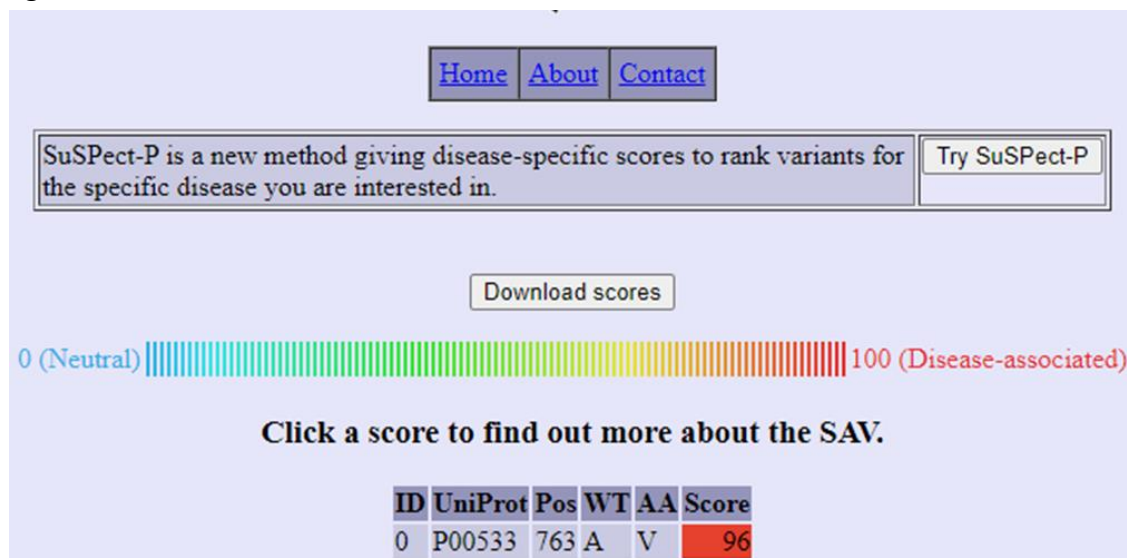 Home About Contact
SuSPect-P is a new method giving disease-specific scores to rank variants for
the specific disease you are interested in.
Try SuSPect-P
Download scores
0 (Neutral) 100 (Disease-associated)
Click a score to find out more about the SAV.
ID UniProt Pos WT AA Score
0 P00533 763 A V 96